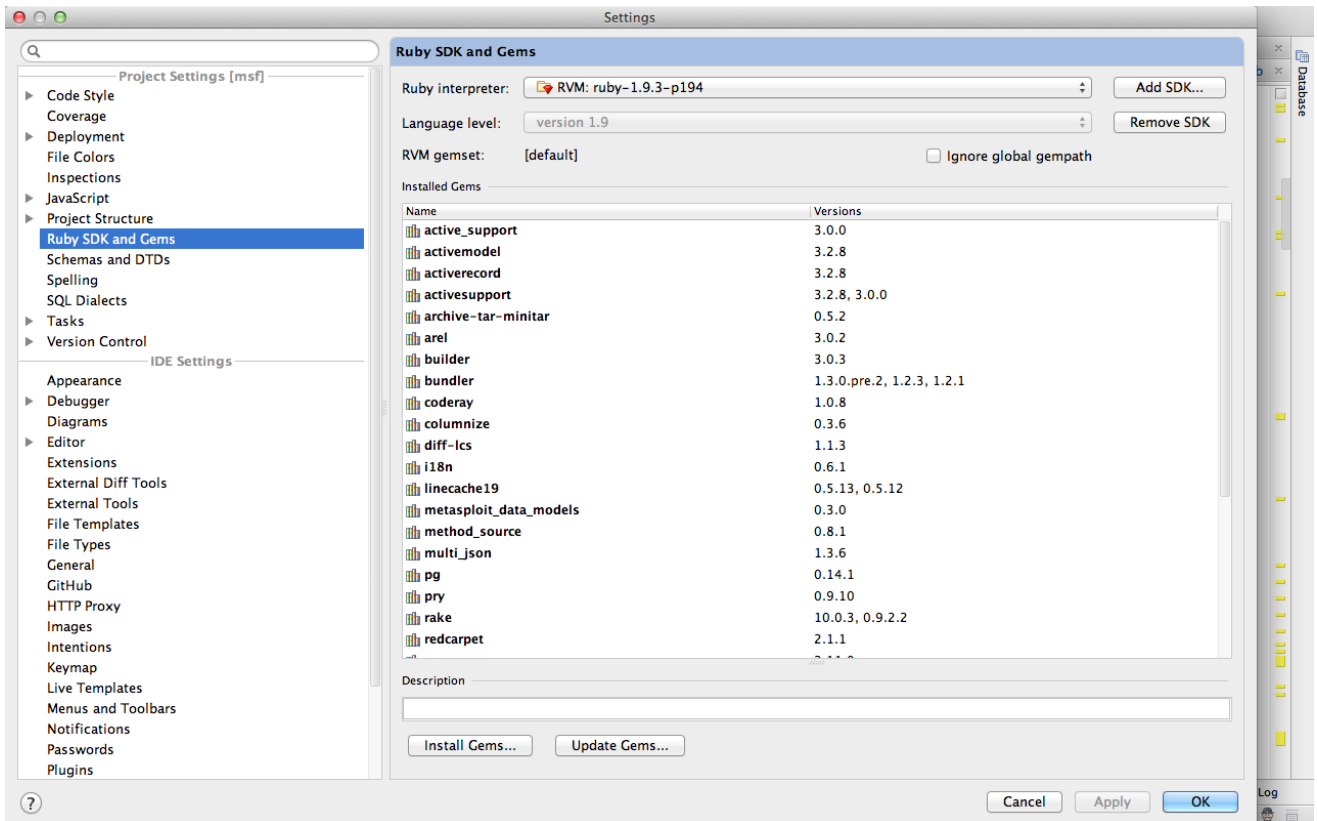 Settings
Project Settings [msf]
Code Style
Coverage
Deployment
File Colors
Inspections
JavaScript
Project Structure
Ruby SDK and Gems
Schemas and DTDs
Spelling
SQL Dialects
Tasks
Version Control
IDE Settings
Appearance
Debugger
Diagrams
Editor
Extensions
External Diff Tools
External Tools
File Templates
File Types
General
GitHub
HTTP Proxy
Images
Intentions
Keymap
Live Templates
Menus and Toolbars
Notifications
Passwords
Plugins
?
Ruby SDK and Gems
Ruby interpreter: RVM: ruby-1.9.3-p194 Add SDK...
Language level: version 1.9 Remove SDK
RVM gemset: [default] Ignore global gempath
Installed Gems
Name Versions
active_support 3.0.0
activemodel 3.2.8
activerecord 3.2.8
activesupport 3.2.8, 3.0.0
archive-tar-minitar 0.5.2
arel 3.0.2
builder 3.0.3
bundler 1.3.0.pre.2, 1.2.3, 1.2.1
coderay 1.0.8
columnize 0.3.6
diff-lcs 1.1.3
i18n 0.6.1
linecache19 0.5.13, 0.5.12
metasploit_data_models 0.3.0
method_source 0.8.1
multi_json 1.3.6
pg 0.14.1
pry 0.9.10
rake 10.0.3, 0.9.2.2
redcarpet 2.1.1
Description
Install Gems... Update Gems...
Cancel Apply OK
Database
Log